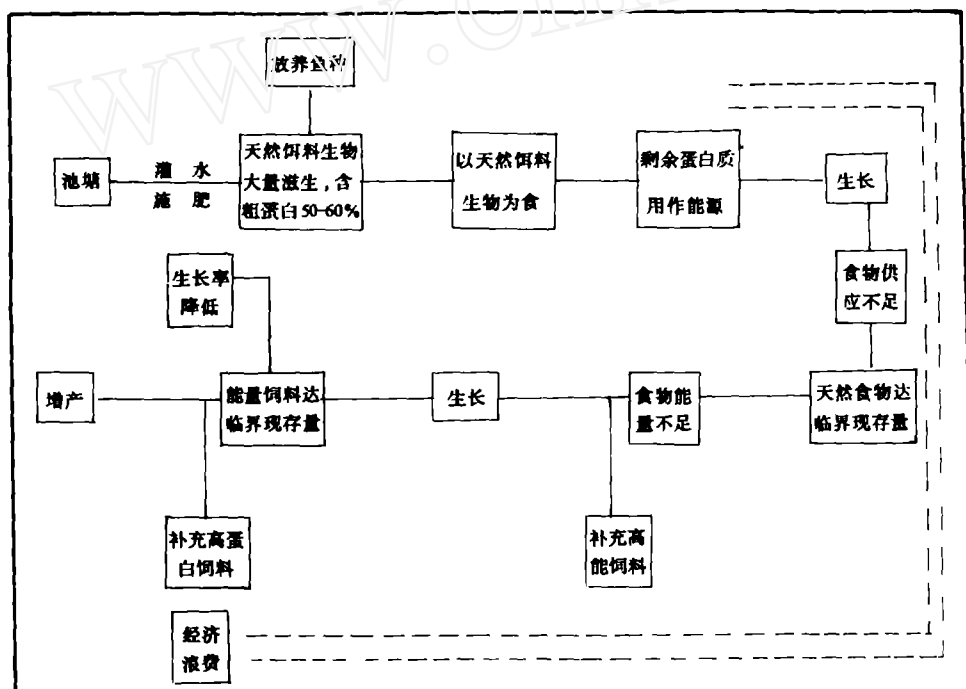 放养鱼种
池塘
灌 水
施 肥
天然饵料生物
大量滋生，含
粗蛋白50-60%
以天然饵料
生物为食
剩余蛋白质
用作能源
生长
生长率
降低
食物供
应不足
增产
能量饲料达
临界现存量
生长
食物能
量不足
天然食物达
临界现存量
补充高蛋
白饲料
补充高
能饲料
经济
浪费